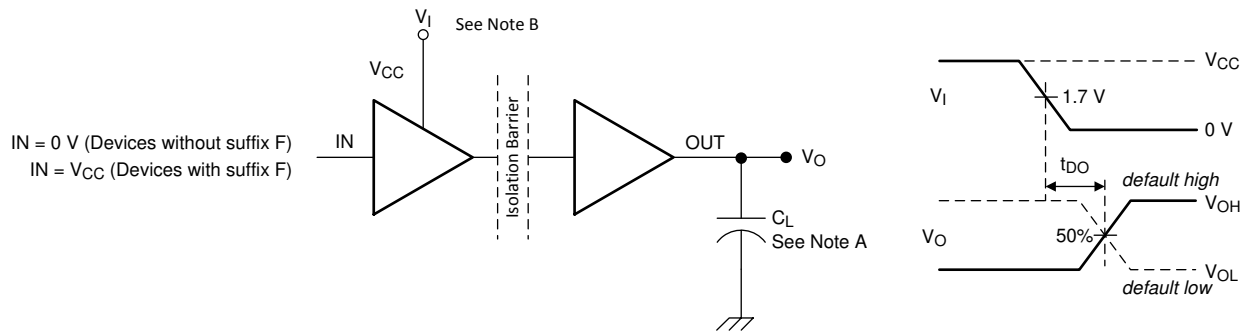 V_I See Note B
V_CC
IN = 0 V (Devices without suffix F)
IN = V_CC (Devices with suffix F)
IN
Isolation Barrier
OUT
V_O
C_L
See Note A
V_I
V_CC
1.7 V
0 V
t_DO
default high
V_OH
V_O
50%
V_OL
default low